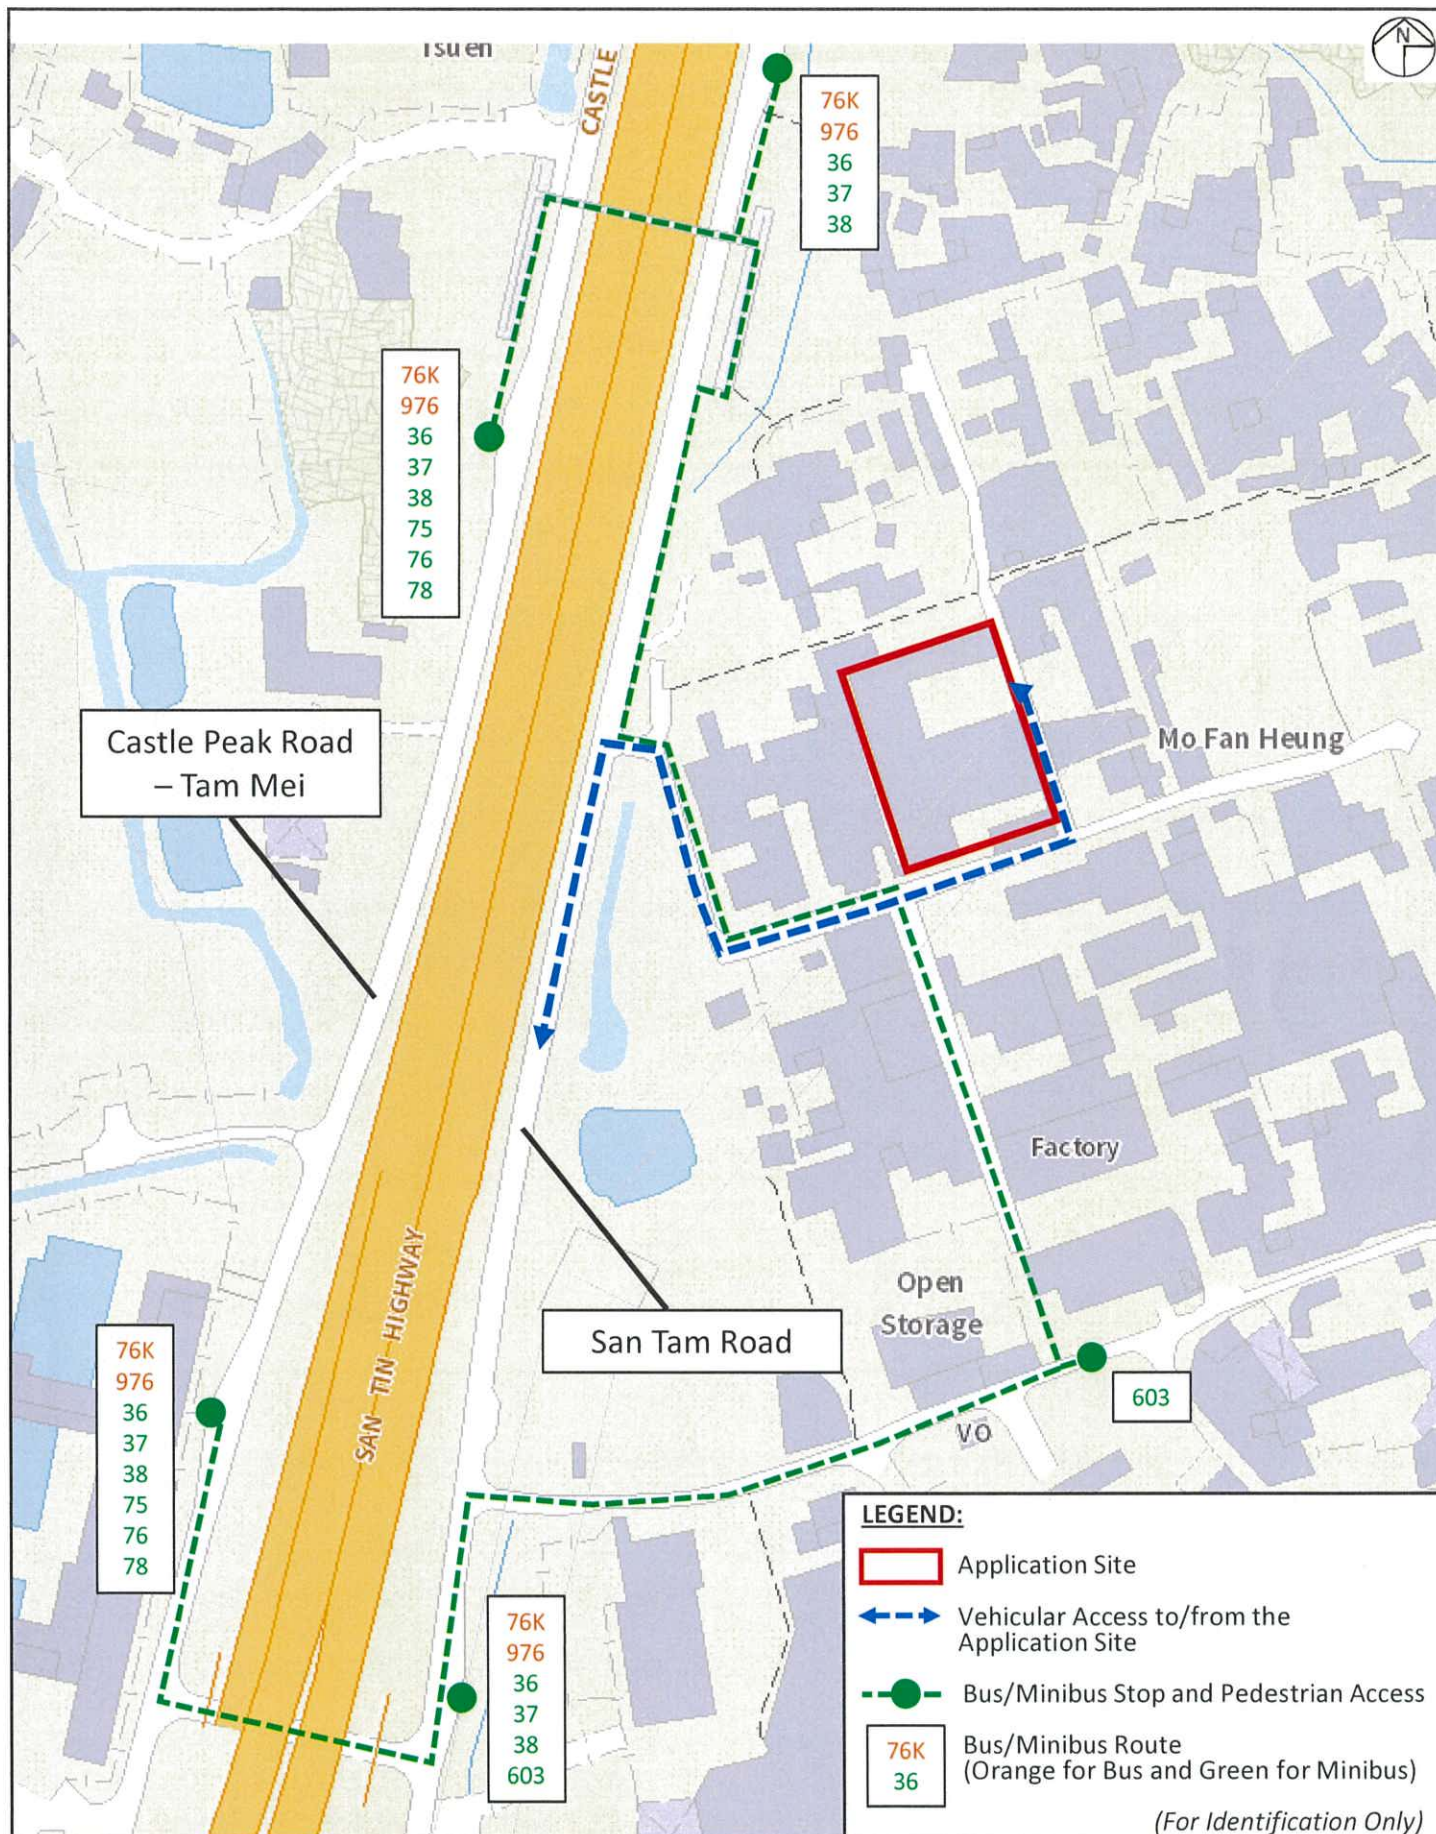 N
Tsuen
CASTLE
76K
976
36
37
38
76K
976
36
37
38
75
76
78
Castle Peak Road
– Tam Mei
Mo Fan Heung
Factory
Open
Storage
San Tam Road
SAN TIN HIGHWAY
603
VO
76K
976
36
37
38
75
76
78
76K
976
36
37
38
603
LEGEND:
Application Site
Vehicular Access to/from the
Application Site
Bus/Minibus Stop and Pedestrian Access
76K
36
Bus/Minibus Route
(Orange for Bus and Green for Minibus)
(For Identification Only)